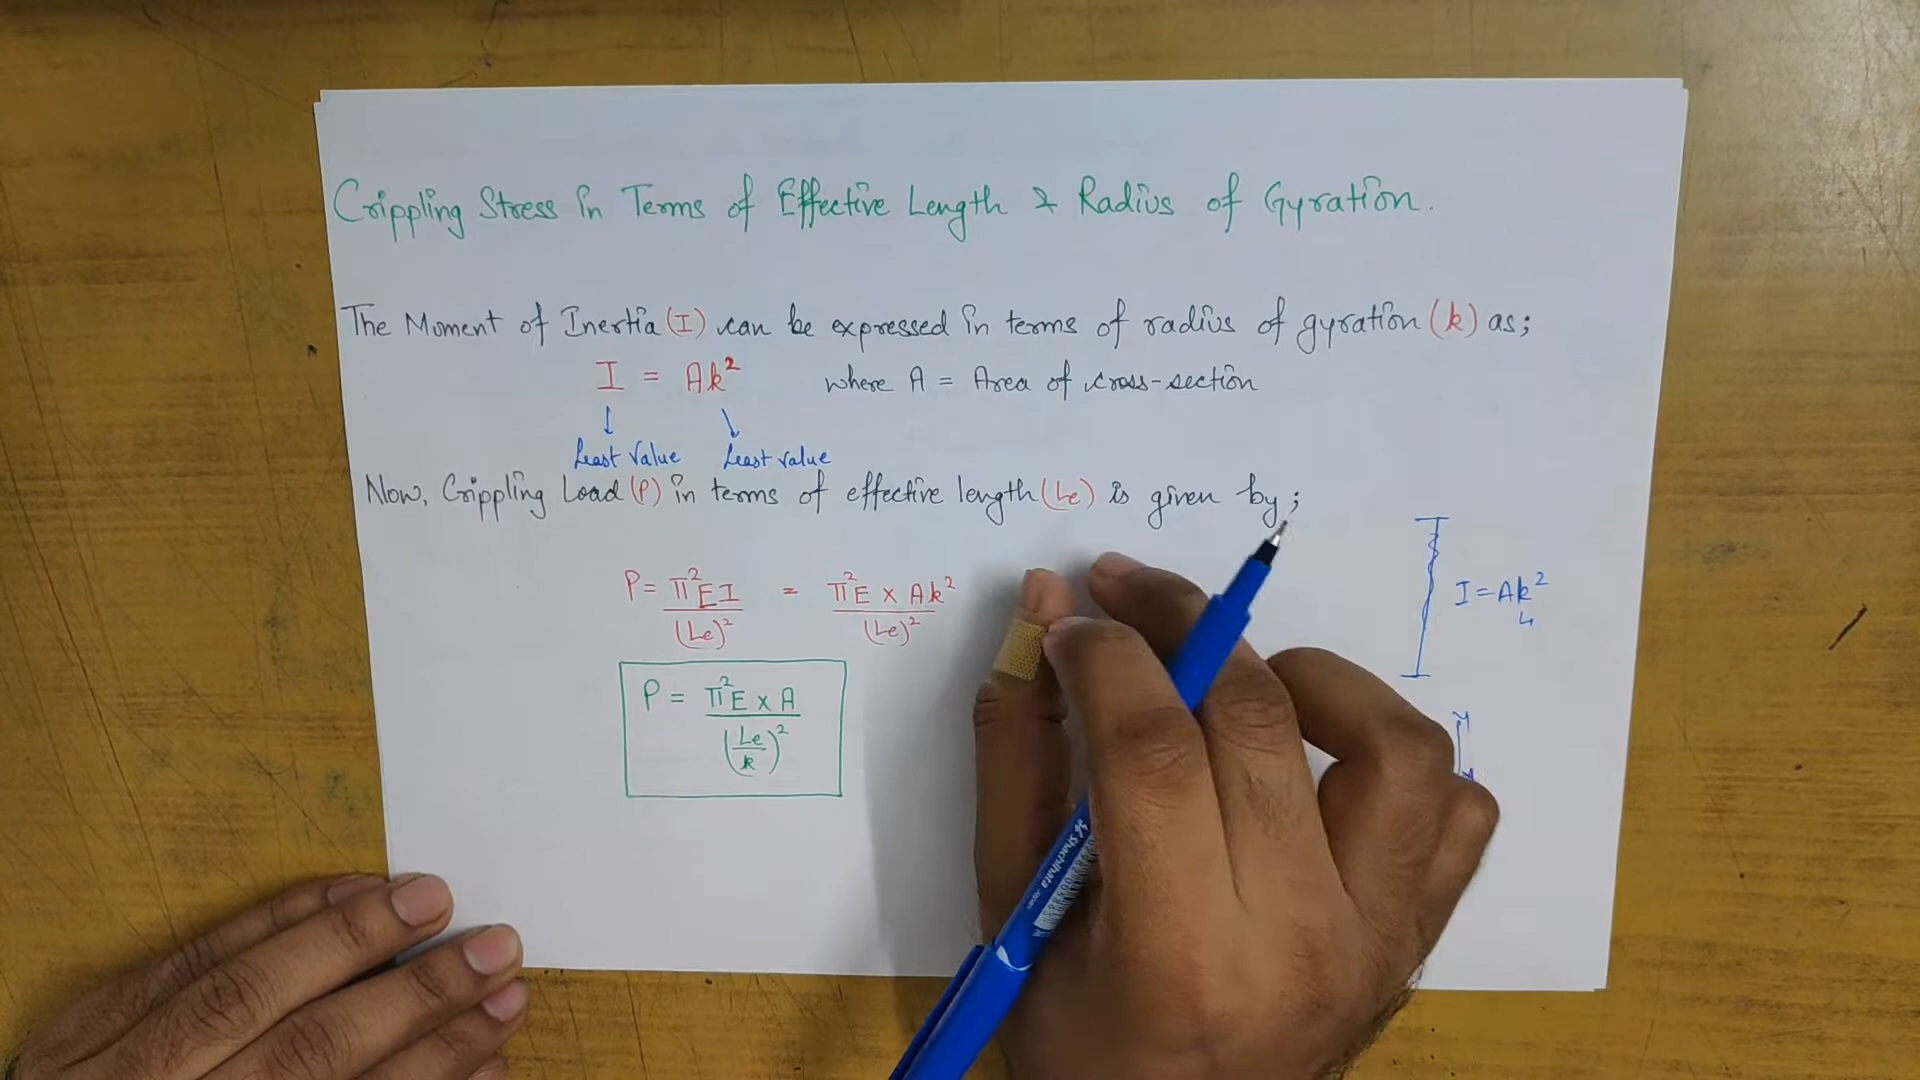 Crippling Stress in Terms of Effective Length & Radius of Gyration.
The Moment of Inertia (I) can be expressed in terms of radius of gyration (k) as;
I = Ak² where A = Area of cross-section
↓ ↘
Least Value Least value
Now, Crippling Load (P) in terms of effective length (Le) is given by;
P = π²EI/(Le)² = π²E × Ak²/(Le)²
I = Ak²
P = π²E × A/(Le/k)²
Shachihata